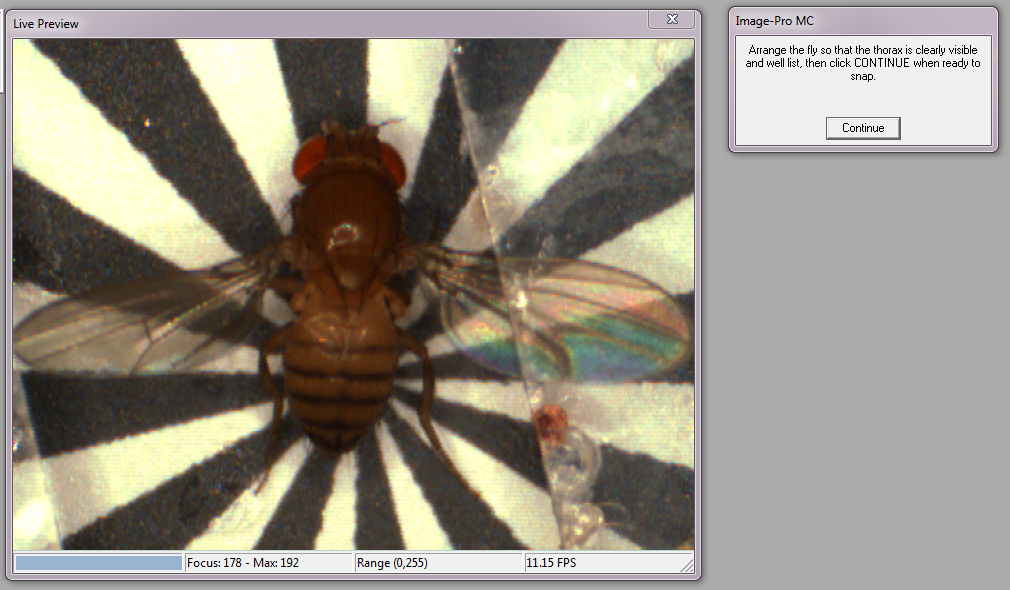 Live Preview
Image-Pro MC
Arrange the fly so that the thorax is clearly visible
and well list, then click CONTINUE when ready to
snap.
Continue
Focus: 178 - Max: 192
Range (0,255)
11.15 FPS